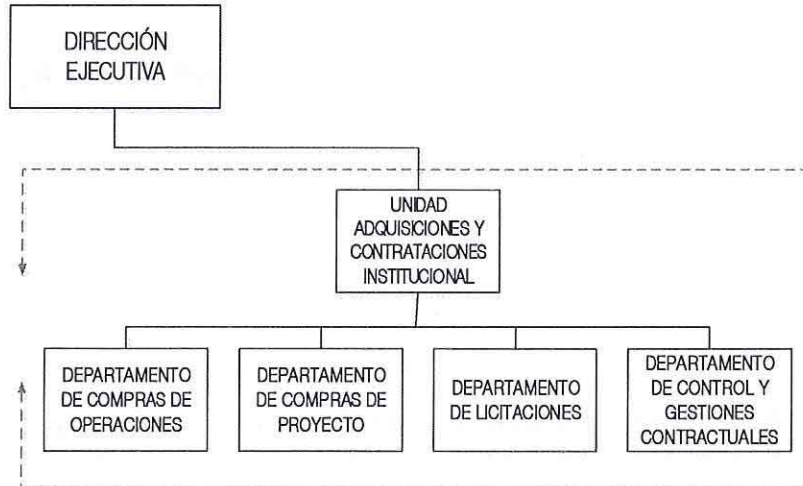 DIRECCIÓN
EJECUTIVA
UNIDAD
ADQUISICIONES Y
CONTRATACIONES
INSTITUCIONAL
DEPARTAMENTO
DE COMPRAS DE
OPERACIONES
DEPARTAMENTO
DE COMPRAS DE
PROYECTO
DEPARTAMENTO
DE LICITACIONES
DEPARTAMENTO
DE CONTROL Y
GESTIONES
CONTRACTUALES